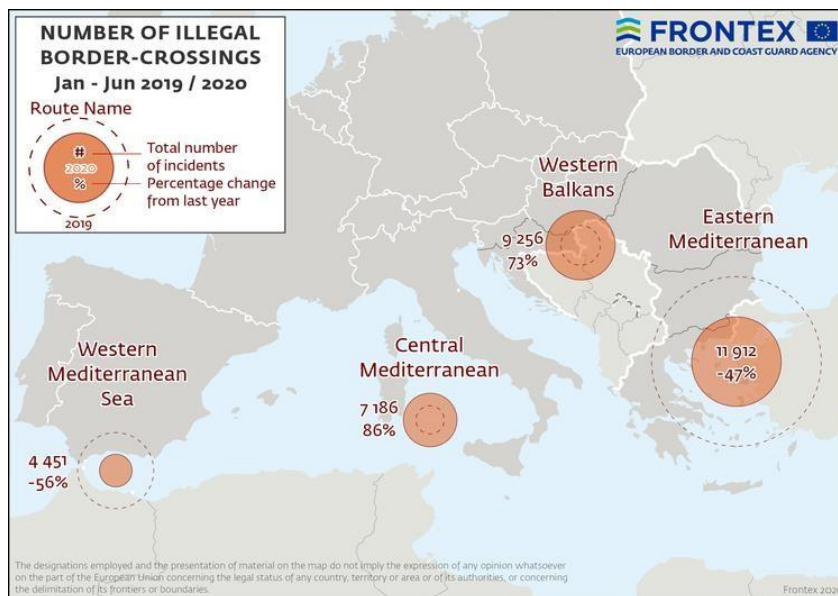 NUMBER OF ILLEGAL
BORDER-CROSSINGS
Jan - Jun 2019 / 2020
Route Name
#
2020
%
2019
Total number
of incidents
Percentage change
from last year
FRONTEX
EUROPEAN BORDER AND COAST GUARD AGENCY
Western
Balkans
9 256
73%
Eastern
Mediterranean
11 912
-47%
Central
Mediterranean
7 186
86%
Western
Mediterranean
Sea
4 451
-56%
The designations employed and the presentation of material on the map do not imply the expression of any opinion whatsoever
on the part of the European Union concerning the legal status of any country, territory or area or of its authorities, or concerning
the delimitation of its frontiers or boundaries.
Frontex 2020